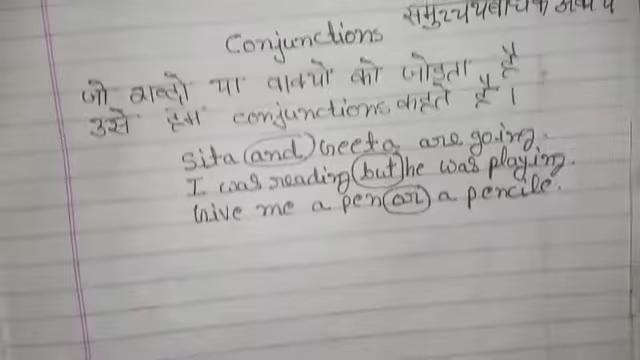 Conjunctions समुच्चयबोधक अव्यय
जो शब्दो या वाक्यो को जोड़ता है
उसे हम conjunctions कहते है ।
Sita and Geeta are going.
I was reading but he was playing.
Give me a pen or a pencile.